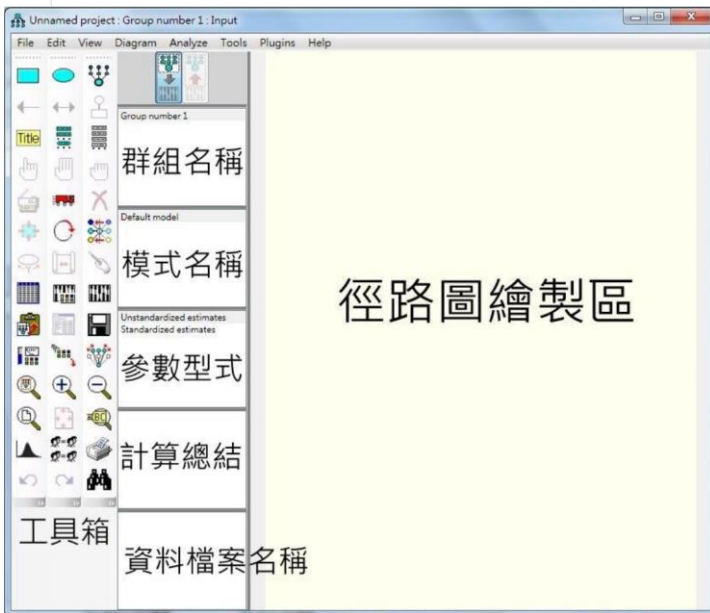 Unnamed project : Group number 1 : Input
File Edit View Diagram Analyze Tools Plugins Help
Title
Group number 1
群組名稱
Default model
模式名稱
徑路圖繪製區
Unstandardized estimates
Standardized estimates
參數型式
計算總結
工具箱
資料檔案名稱